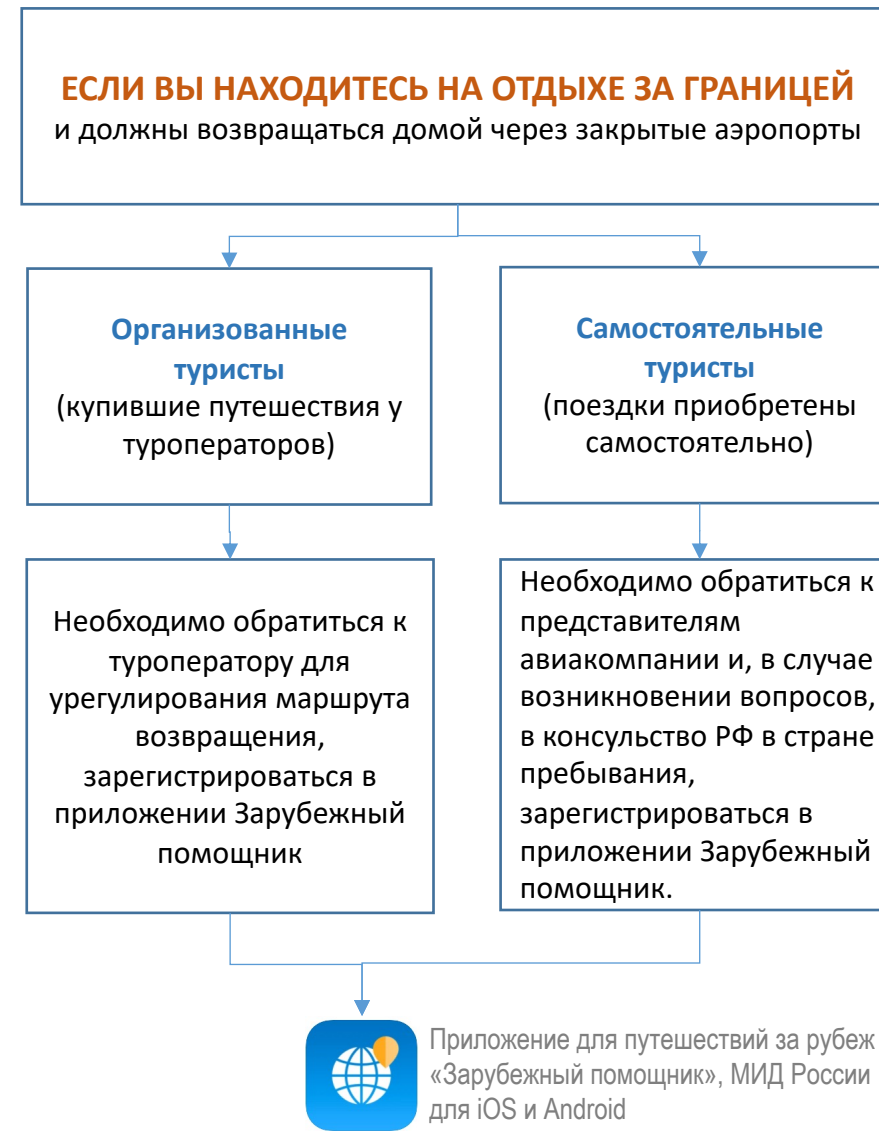 ЕСЛИ ВЫ НАХОДИТЕСЬ НА ОТДЫХЕ ЗА ГРАНИЦЕЙ
и должны возвращаться домой через закрытые аэропорты
Организованные
туристы
(купившие путешествия у
туроператоров)
Самостоятельные
туристы
(поездки приобретены
самостоятельно)
Необходимо обратиться к
туроператору для
урегулирования маршрута
возвращения,
зарегистрироваться в
приложении Зарубежный
помощник
Необходимо обратиться к
представителям
авиакомпании и, в случае
возникновении вопросов,
в консульство РФ в стране
пребывания,
зарегистрироваться в
приложении Зарубежный
помощник.
Приложение для путешествий за рубеж
«Зарубежный помощник», МИД России
для iOS и Android